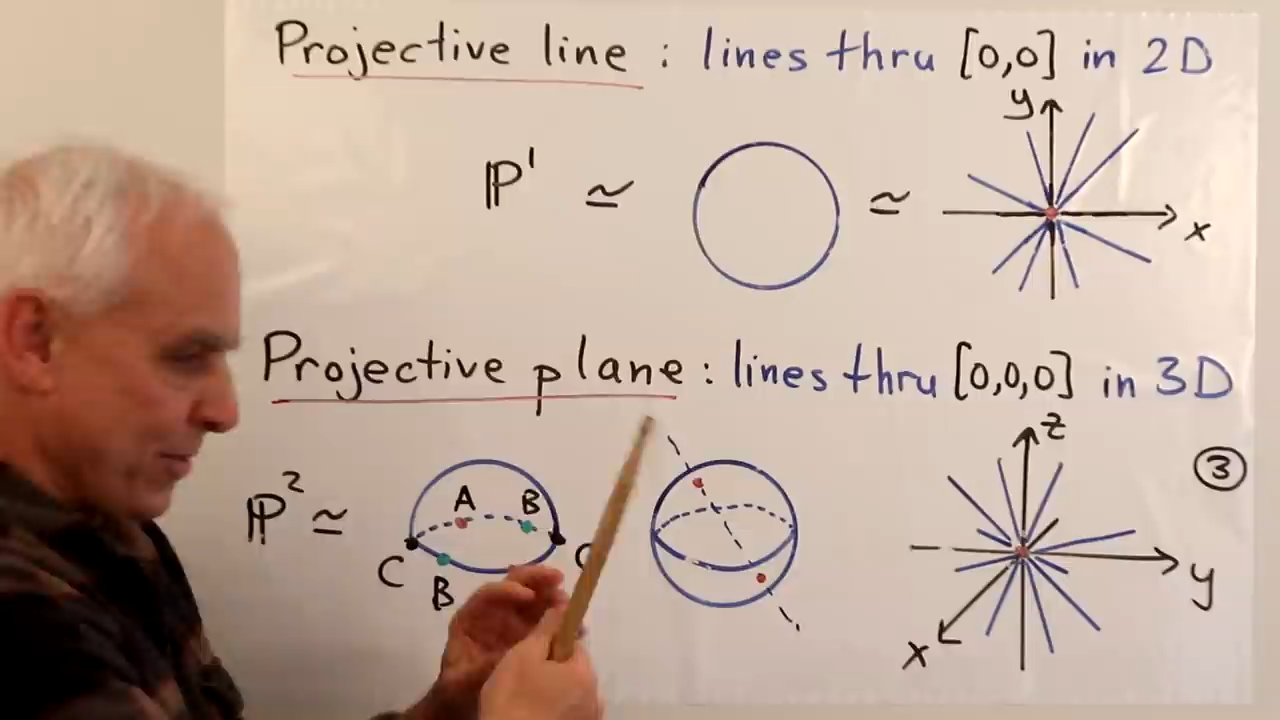 Projective line : lines thru [0,0] in 2D
ℙ¹ ≃ ≃ y x
Projective plane : lines thru [0,0,0] in 3D
z
③
ℙ² ≃ A B
C B
y
x